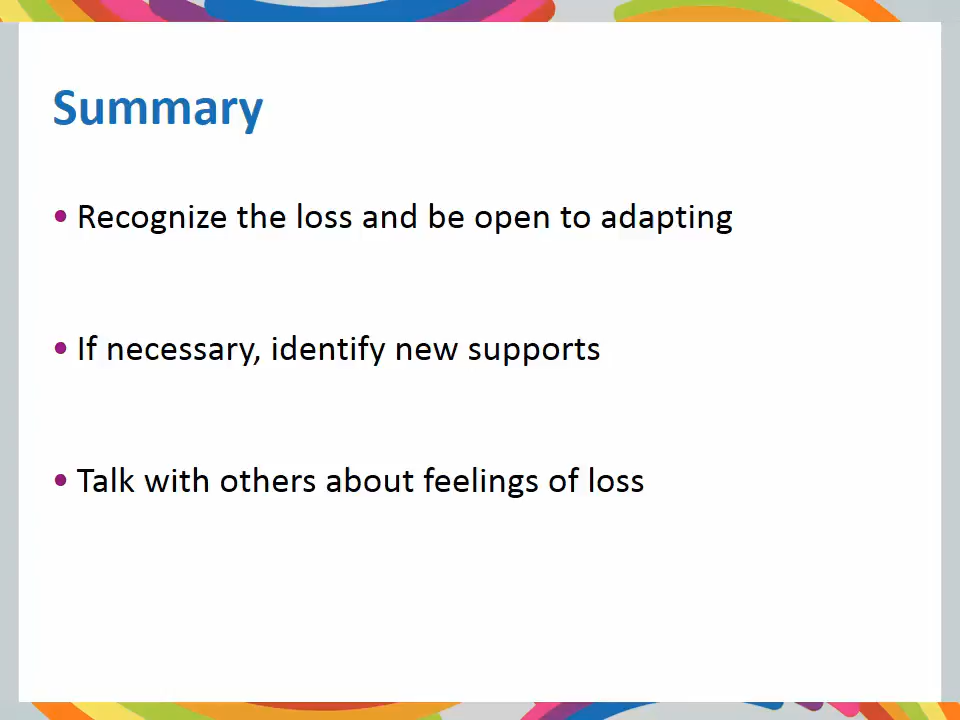 Summary
• Recognize the loss and be open to adapting
• If necessary, identify new supports
• Talk with others about feelings of loss